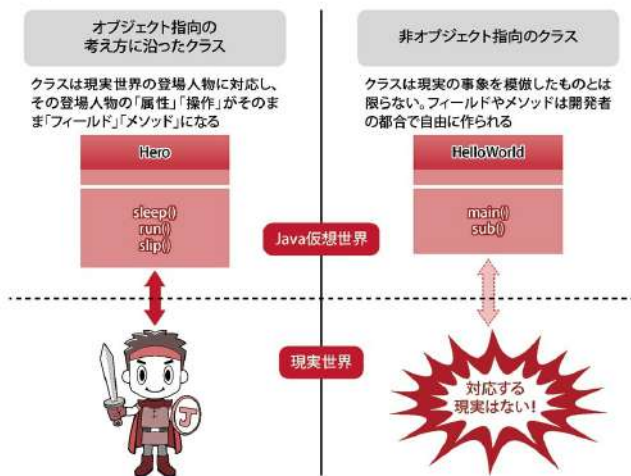 オブジェクト指向の
考え方に沿ったクラス
クラスは現実世界の登場人物に対応し、
その登場人物の「属性」「操作」がそのま
ま「フィールド」「メソッド」になる
Hero
sleep()
run()
slip()
非オブジェクト指向のクラス
クラスは現実の事象を模倣したものとは
限らない。フィールドやメソッドは開発者
の都合で自由に作られる
HelloWorld
main()
sub()
Java仮想世界
現実世界
J
対応する
現実はない!